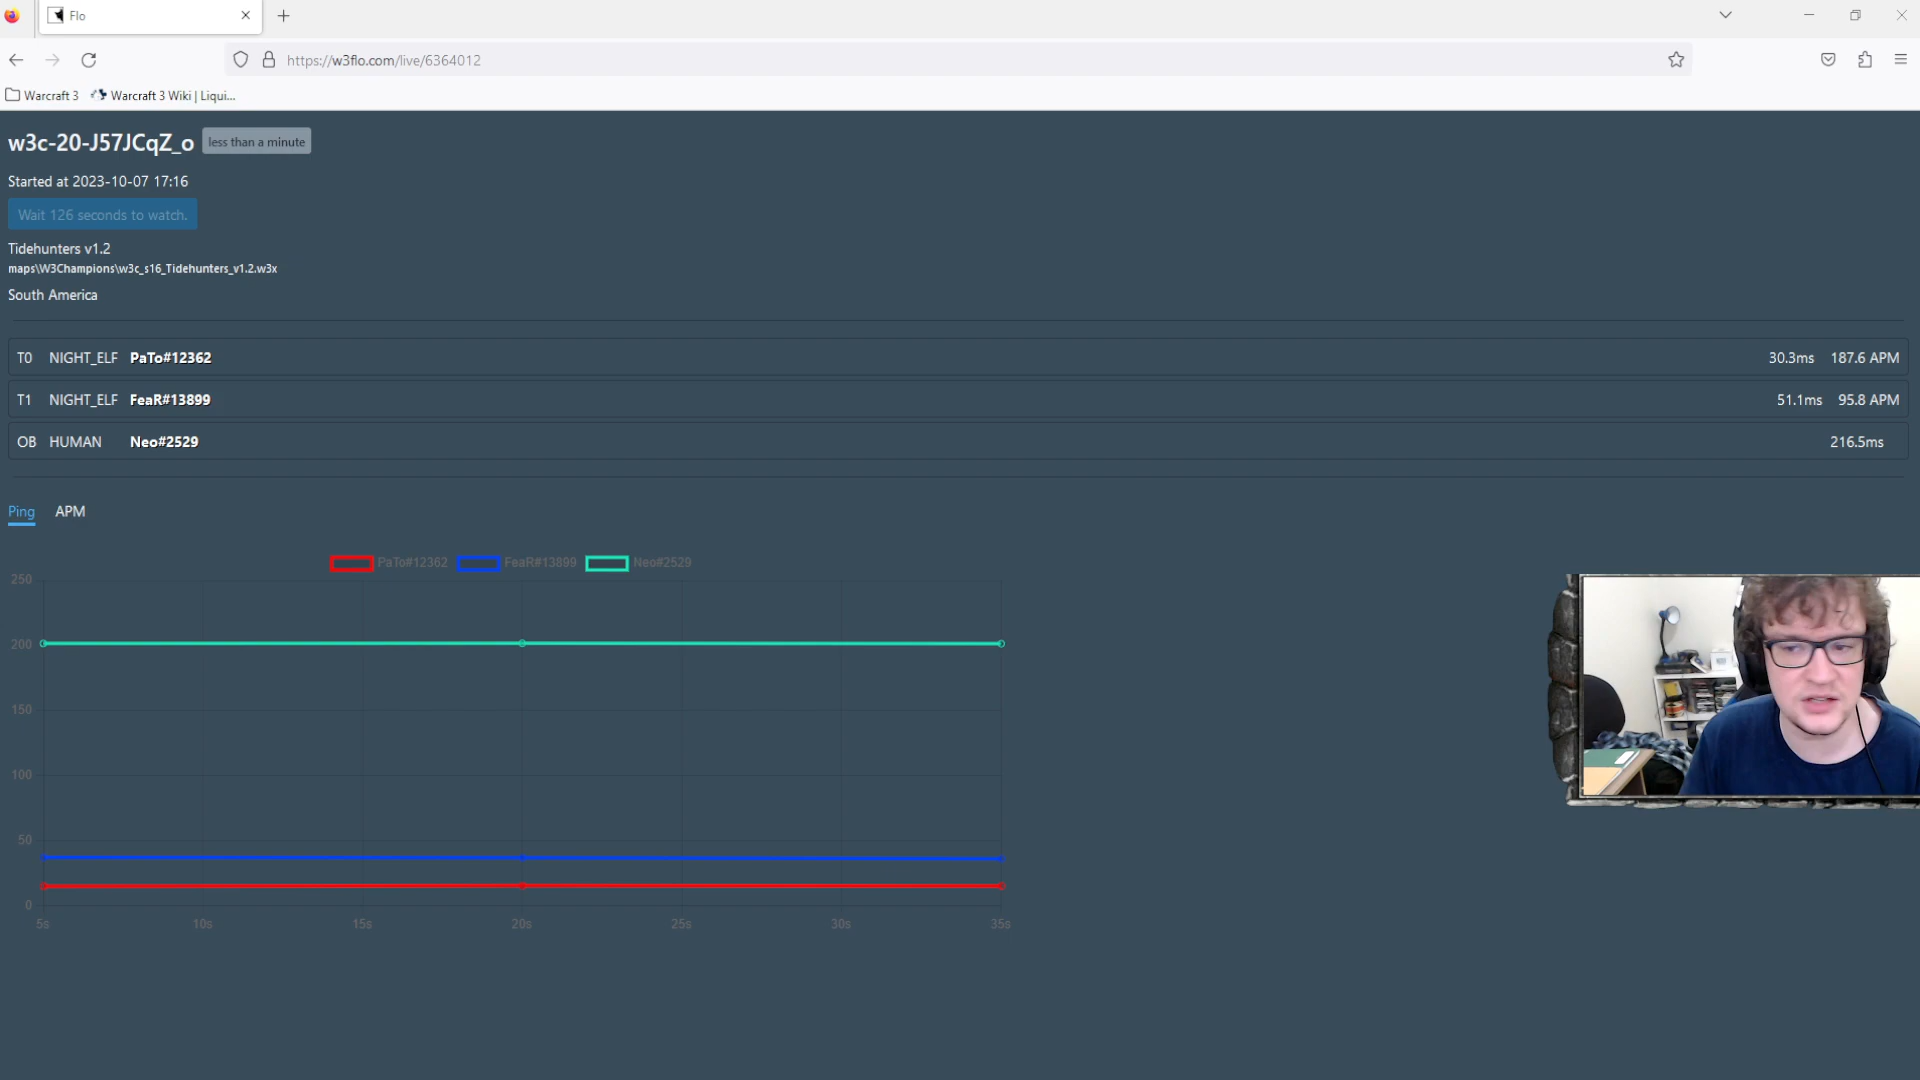 Flo
https://w3flo.com/live/6364012
Warcraft 3 Warcraft 3 Wiki | Liqui...
w3c-20-J57JCqZ_o less than a minute
Started at 2023-10-07 17:16
Wait 126 seconds to watch.
Tidehunters v1.2
maps\W3Champions\w3c_s16_Tidehunters_v1.2.w3x
South America
T0 NIGHT_ELF PaTo#12362 30.3ms 187.6 APM
T1 NIGHT_ELF FeaR#13899 51.1ms 95.8 APM
OB HUMAN Neo#2529 216.5ms
Ping APM
PaTo#12362 FeaR#13899 Neo#2529
250
200
150
100
50
0
5s 10s 15s 20s 25s 30s 35s